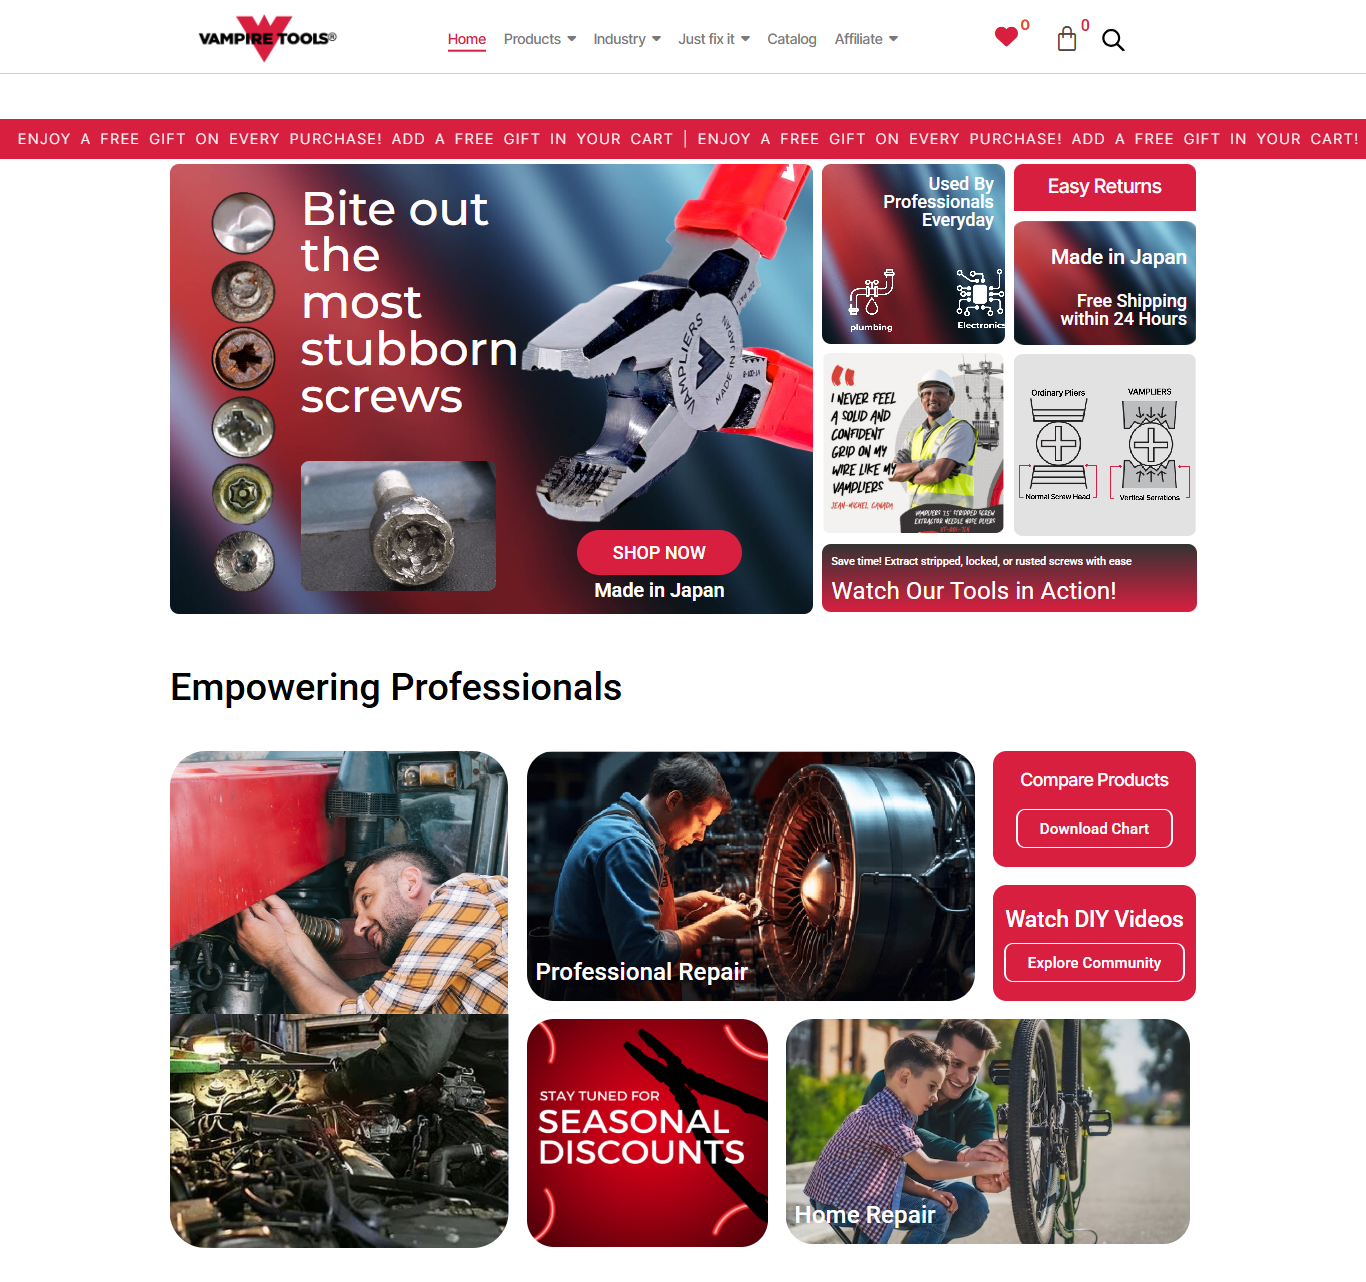 VAMPIRE TOOLS®
Home
Products
Industry
Just fix it
Catalog
Affiliate
0
0
ENJOY A FREE GIFT ON EVERY PURCHASE! ADD A FREE GIFT IN YOUR CART | ENJOY A FREE GIFT ON EVERY PURCHASE! ADD A FREE GIFT IN YOUR CART!
Bite out
the
most
stubborn
screws
VAMPLIERS
MADE IN JAPAN
SHOP NOW
Made in Japan
Used By
Professionals
Everyday
plumbing
Electronics
Easy Returns
Made in Japan
Free Shipping
within 24 Hours
I NEVER FEEL
A SOLID AND
CONFIDENT
GRIP ON MY
WIRE LIKE MY
VAMPLIERS
JEAN-MICHEL, CANADA
VAMPLIERS 7.5" STRIPPED SCREW
EXTRACTOR NEEDLE NOSE PLIERS
Ordinary Pliers
VAMPLIERS
Normal Screw Head
Vertical Serrations
Save time! Extract stripped, locked, or rusted screws with ease
Watch Our Tools in Action!
Empowering Professionals
Professional Repair
Compare Products
Download Chart
Watch DIY Videos
Explore Community
STAY TUNED FOR
SEASONAL
DISCOUNTS
Home Repair